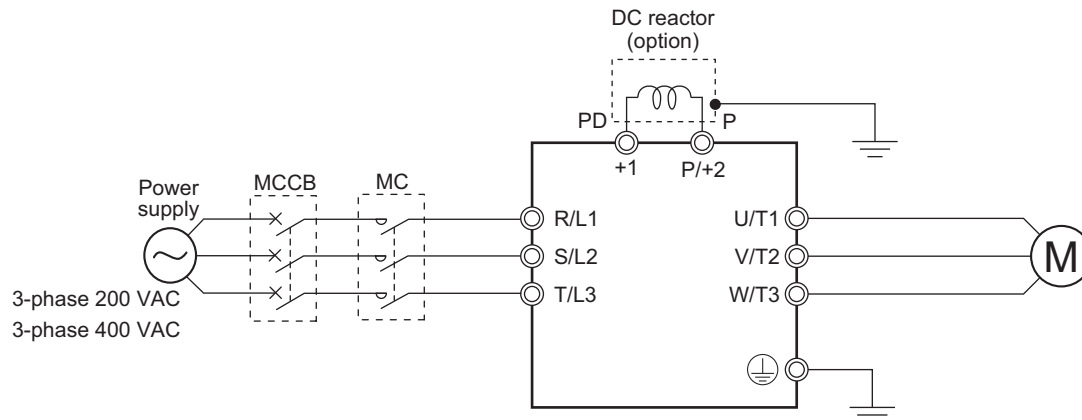 DC reactor
(option)
PD
P
+1
P/+2
Power
supply
MCCB
MC
R/L1
S/L2
T/L3
U/T1
V/T2
W/T3
M
3-phase 200 VAC
3-phase 400 VAC